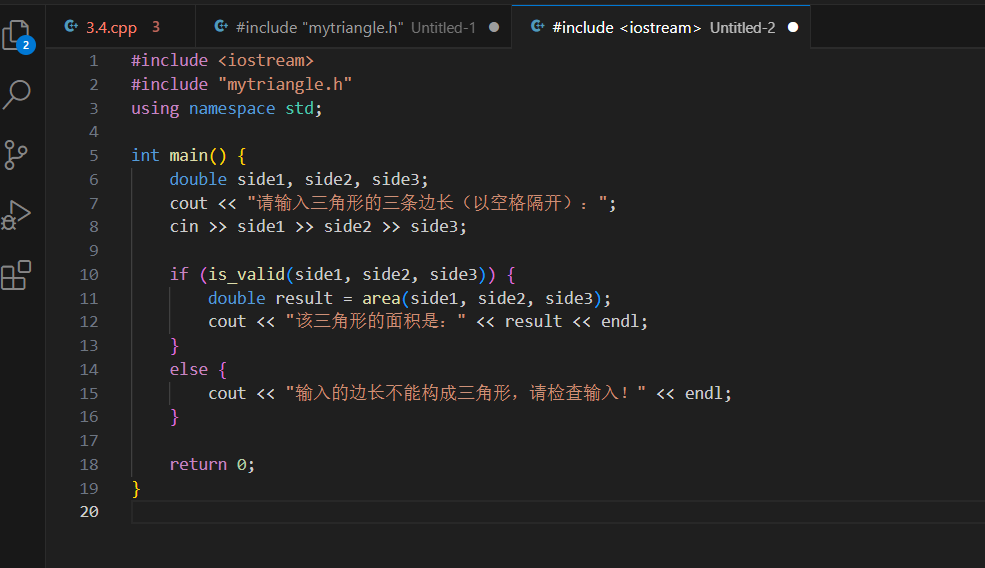 2
3.4.cpp 3
#include "mytriangle.h" Untitled-1
#include <iostream> Untitled-2
1 #include <iostream>
2 #include "mytriangle.h"
3 using namespace std;
4
5 int main() {
6     double side1, side2, side3;
7     cout << "请输入三角形的三条边长（以空格隔开）：";
8     cin >> side1 >> side2 >> side3;
9
10     if (is_valid(side1, side2, side3)) {
11         double result = area(side1, side2, side3);
12         cout << "该三角形的面积是：" << result << endl;
13     }
14     else {
15         cout << "输入的边长不能构成三角形，请检查输入！" << endl;
16     }
17
18     return 0;
19 }
20